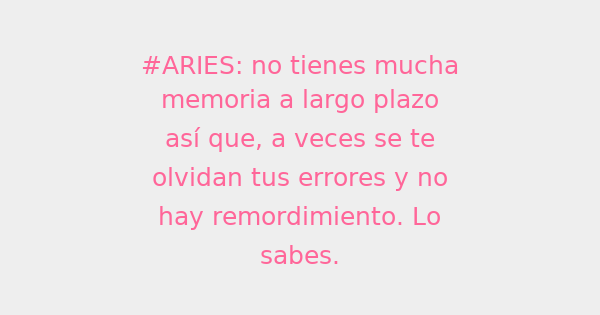 #ARIES: no tienes mucha
memoria a largo plazo
así que, a veces se te
olvidan tus errores y no
hay remordimiento. Lo
sabes.